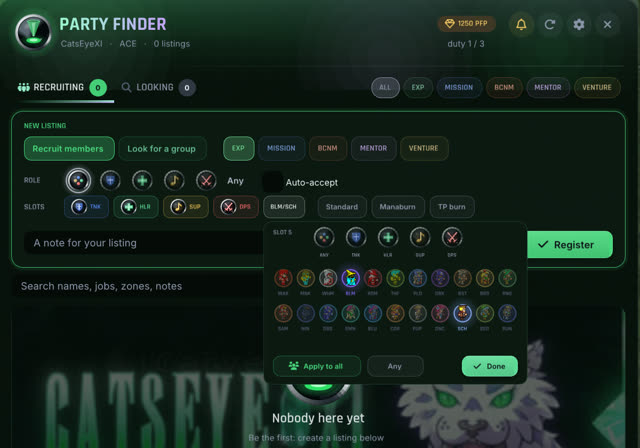 PARTY FINDER
CatsEyeXI · ACE · 0 listings
1250 PFP
duty 1 / 3
RECRUITING 0
LOOKING 0
ALL EXP MISSION BCNM MENTOR VENTURE
NEW LISTING
Recruit members Look for a group EXP MISSION BCNM MENTOR VENTURE
ROLE Any Auto-accept
SLOTS TNK HLR SUP DPS BLM/SCH Standard Manaburn TP burn
SLOT 5
A note for your listing
Register
ANY TNK HLR SUP DPS
Search names, jobs, zones, notes
WAR MNK WHM BLM RDM THF PLD DRK BST BRD RNG
SAM NIN DRG SMN BLU COR PUP DNC SCH GEO RUN
Apply to all Any Done
CATSEYE
Nobody here yet
Be the first: create a listing below